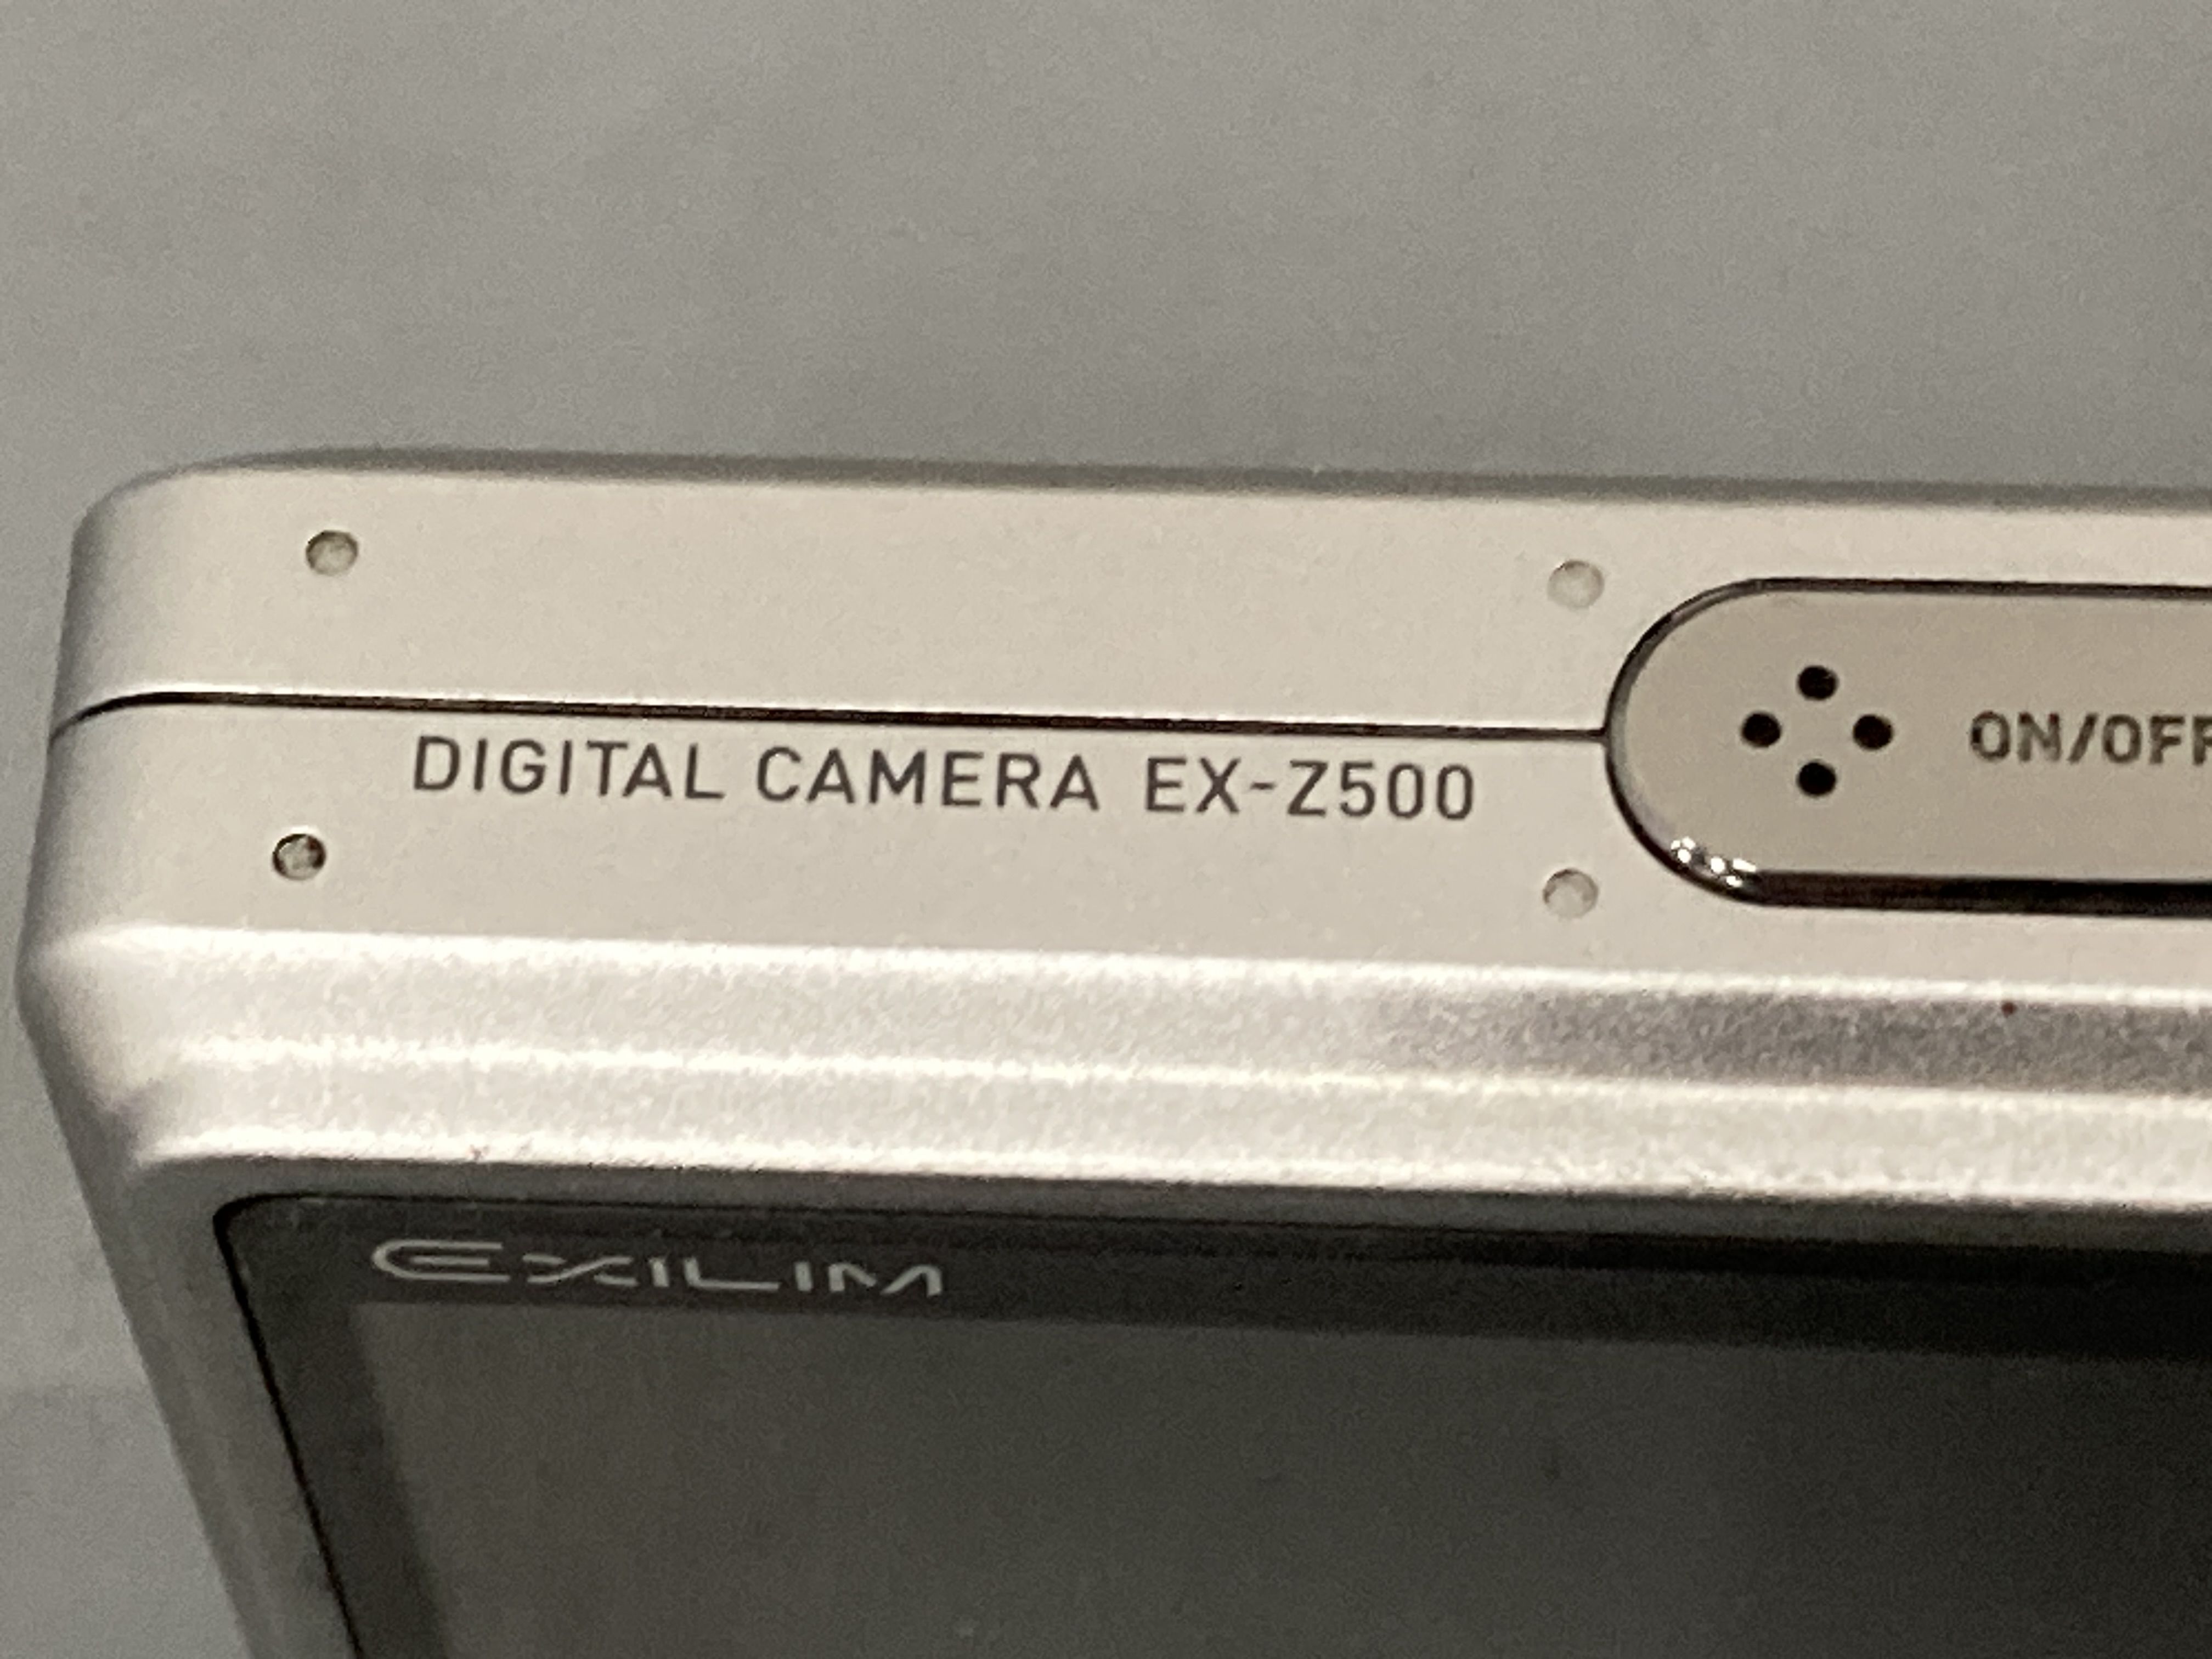 DIGITAL CAMERA EX-Z500
ON/OFF
EXILIM